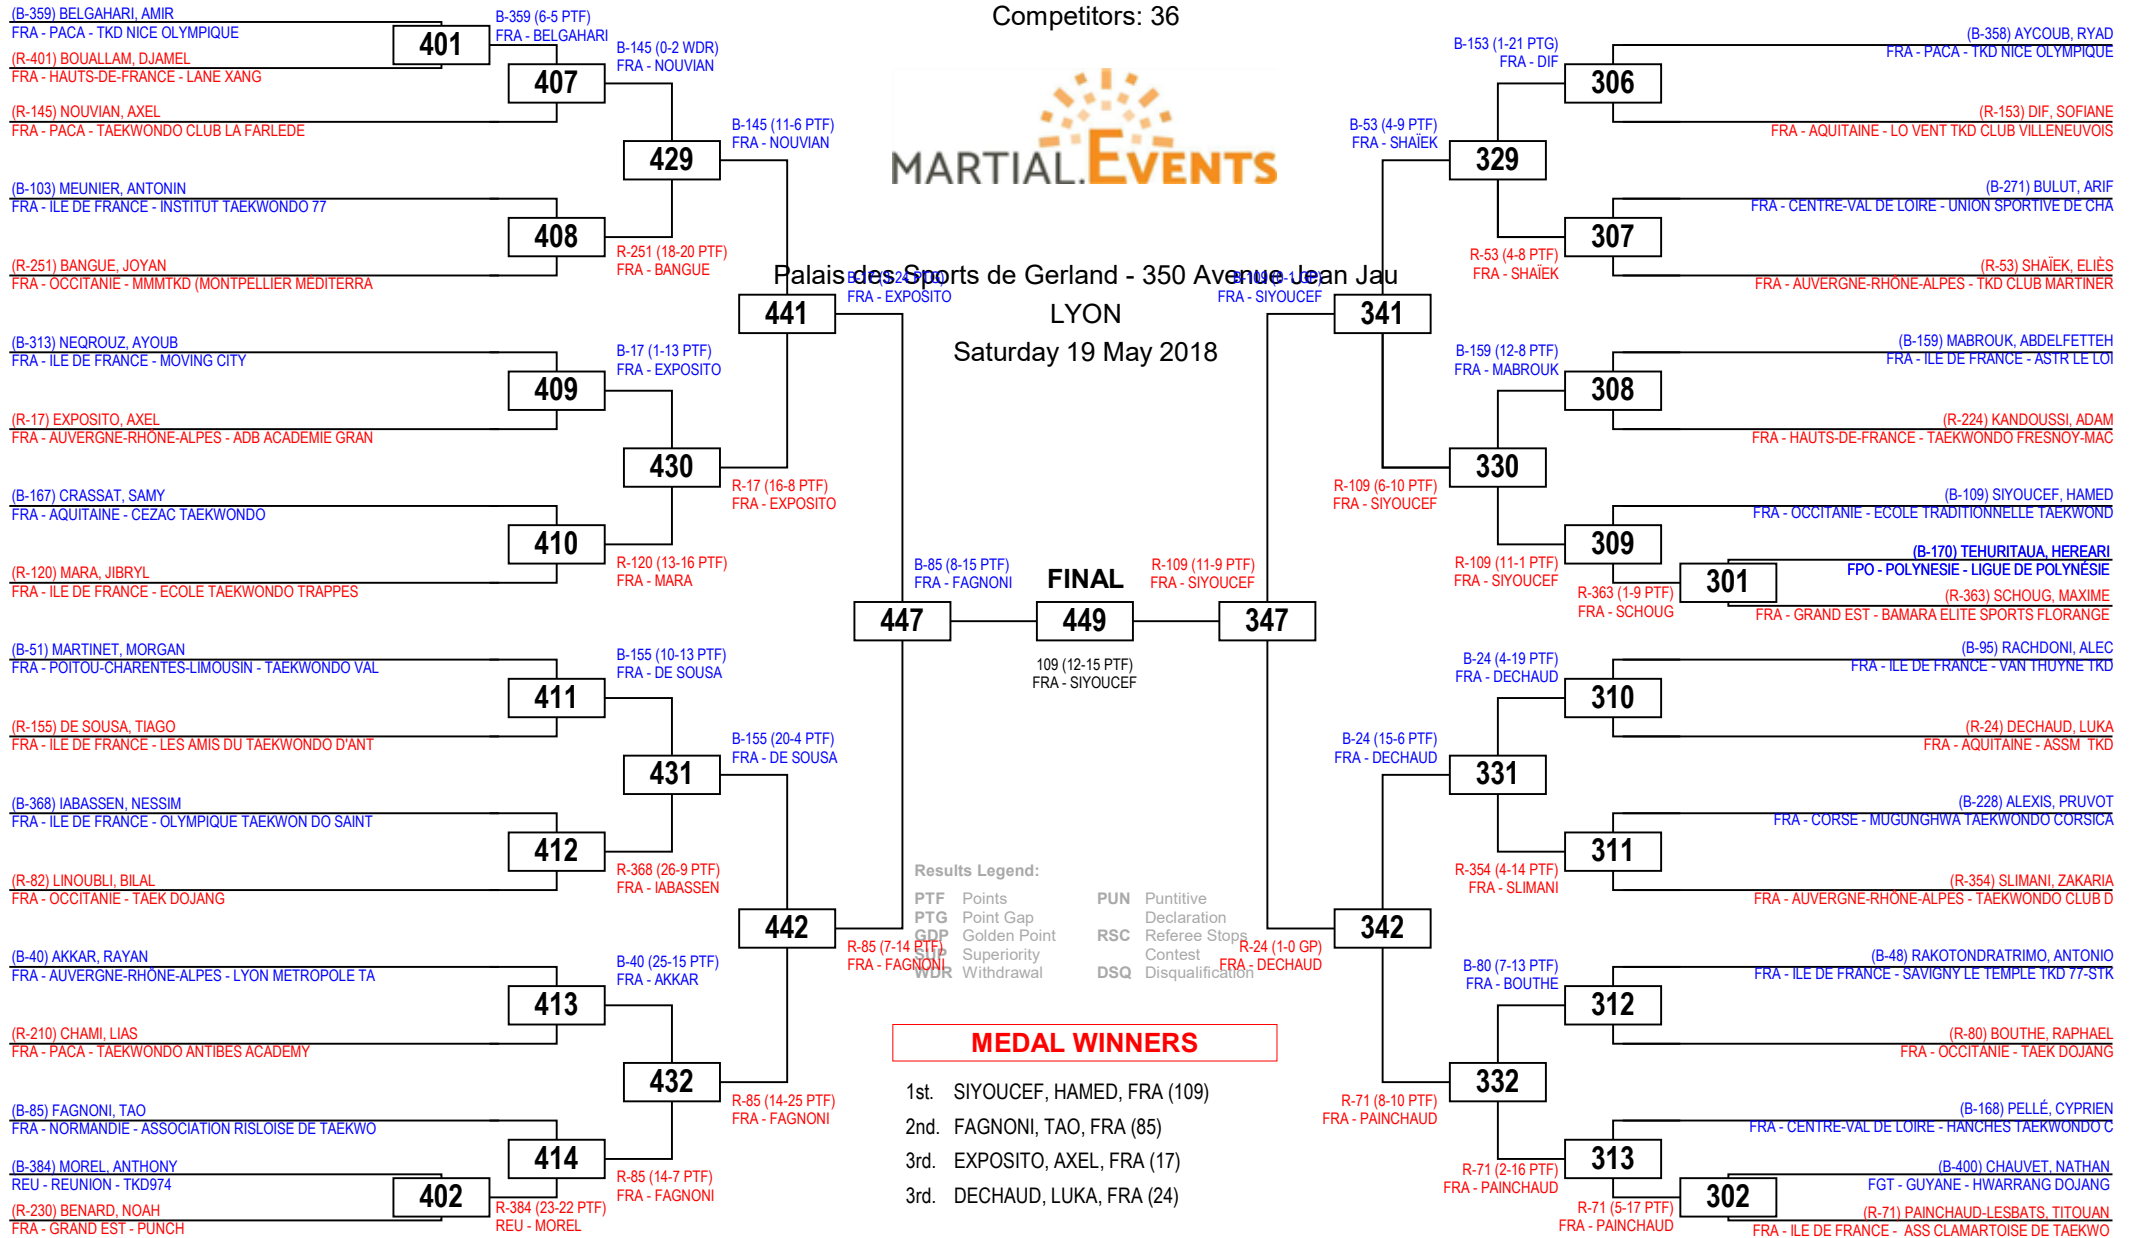 Competitors: 36
MARTIAL.EVENTS
Palais des Sports de Gerland - 350 Avenue Jean Jau
LYON
Saturday 19 May 2018
(B-359) BELGAHARI, AMIR
FRA - PACA - TKD NICE OLYMPIQUE
(R-401) BOUALLAM, DJAMEL
FRA - HAUTS-DE-FRANCE - LANE XANG
(R-145) NOUVIAN, AXEL
FRA - PACA - TAEKWONDO CLUB LA FARLEDE
(B-103) MEUNIER, ANTONIN
FRA - ILE DE FRANCE - INSTITUT TAEKWONDO 77
(R-251) BANGUE, JOYAN
FRA - OCCITANIE - MMMTKD (MONTPELLIER MÉDITERRA
(B-313) NEQROUZ, AYOUB
FRA - ILE DE FRANCE - MOVING CITY
(R-17) EXPOSITO, AXEL
FRA - AUVERGNE-RHÔNE-ALPES - ADB ACADEMIE GRAN
(B-167) CRASSAT, SAMY
FRA - AQUITAINE - CEZAC TAEKWONDO
(R-120) MARA, JIBRYL
FRA - ILE DE FRANCE - ECOLE TAEKWONDO TRAPPES
(B-51) MARTINET, MORGAN
FRA - POITOU-CHARENTES-LIMOUSIN - TAEKWONDO VAL
(R-155) DE SOUSA, TIAGO
FRA - ILE DE FRANCE - LES AMIS DU TAEKWONDO D'ANT
(B-368) IABASSEN, NESSIM
FRA - ILE DE FRANCE - OLYMPIQUE TAEKWON DO SAINT
(R-82) LINOUBLI, BILAL
FRA - OCCITANIE - TAEK DOJANG
(B-40) AKKAR, RAYAN
FRA - AUVERGNE-RHÔNE-ALPES - LYON METROPOLE TA
(R-210) CHAMI, LIAS
FRA - PACA - TAEKWONDO ANTIBES ACADEMY
(B-85) FAGNONI, TAO
FRA - NORMANDIE - ASSOCIATION RISLOISE DE TAEKWO
(B-384) MOREL, ANTHONY
REU - REUNION - TKD974
(R-230) BENARD, NOAH
FRA - GRAND EST - PUNCH
401
402
B-359 (6-5 PTF)
FRA - BELGAHARI
R-384 (23-22 PTF)
REU - MOREL
407
408
409
410
411
412
413
414
B-145 (0-2 WDR)
FRA - NOUVIAN
R-251 (18-20 PTF)
FRA - BANGUE
B-17 (1-13 PTF)
FRA - EXPOSITO
R-120 (13-16 PTF)
FRA - MARA
B-155 (10-13 PTF)
FRA - DE SOUSA
R-368 (26-9 PTF)
FRA - IABASSEN
B-40 (25-15 PTF)
FRA - AKKAR
R-85 (14-7 PTF)
FRA - FAGNONI
429
430
431
432
B-145 (11-6 PTF)
FRA - NOUVIAN
R-17 (16-8 PTF)
FRA - EXPOSITO
B-155 (20-4 PTF)
FRA - DE SOUSA
R-85 (14-25 PTF)
FRA - FAGNONI
441
442
FRA - EXPOSITO
R-85 (7-14 PTF)
FRA - FAGNONI
447
B-85 (8-15 PTF)
FRA - FAGNONI
FINAL
449
109 (12-15 PTF)
FRA - SIYOUCEF
R-109 (11-9 PTF)
FRA - SIYOUCEF
347
B-109 (0-1 GP)
FRA - SIYOUCEF
R-24 (1-0 GP)
FRA - DECHAUD
341
342
B-53 (4-9 PTF)
FRA - SHAÏEK
R-109 (6-10 PTF)
FRA - SIYOUCEF
B-24 (15-6 PTF)
FRA - DECHAUD
R-71 (8-10 PTF)
FRA - PAINCHAUD
329
330
331
332
B-153 (1-21 PTG)
FRA - DIF
R-53 (4-8 PTF)
FRA - SHAÏEK
B-159 (12-8 PTF)
FRA - MABROUK
R-109 (11-1 PTF)
FRA - SIYOUCEF
B-24 (4-19 PTF)
FRA - DECHAUD
R-354 (4-14 PTF)
FRA - SLIMANI
B-80 (7-13 PTF)
FRA - BOUTHE
R-71 (2-16 PTF)
FRA - PAINCHAUD
306
307
308
309
310
311
312
313
R-363 (1-9 PTF)
FRA - SCHOUG
R-71 (5-17 PTF)
FRA - PAINCHAUD
301
302
(B-358) AYCOUB, RYAD
FRA - PACA - TKD NICE OLYMPIQUE
(R-153) DIF, SOFIANE
FRA - AQUITAINE - LO VENT TKD CLUB VILLENEUVOIS
(B-271) BULUT, ARIF
FRA - CENTRE-VAL DE LOIRE - UNION SPORTIVE DE CHA
(R-53) SHAÏEK, ELIÈS
FRA - AUVERGNE-RHÔNE-ALPES - TKD CLUB MARTINER
(B-159) MABROUK, ABDELFETTEH
FRA - ILE DE FRANCE - ASTR LE LOI
(R-224) KANDOUSSI, ADAM
FRA - HAUTS-DE-FRANCE - TAEKWONDO FRESNOY-MAC
(B-109) SIYOUCEF, HAMED
FRA - OCCITANIE - ECOLE TRADITIONNELLE TAEKWOND
(B-170) TEHURITAUA, HEREARI
FPO - POLYNESIE - LIGUE DE POLYNÉSIE
(R-363) SCHOUG, MAXIME
FRA - GRAND EST - BAMARA ELITE SPORTS FLORANGE
(B-95) RACHDONI, ALEC
FRA - ILE DE FRANCE - VAN THUYNE TKD
(R-24) DECHAUD, LUKA
FRA - AQUITAINE - ASSM TKD
(B-228) ALEXIS, PRUVOT
FRA - CORSE - MUGUNGHWA TAEKWONDO CORSICA
(R-354) SLIMANI, ZAKARIA
FRA - AUVERGNE-RHÔNE-ALPES - TAEKWONDO CLUB D
(B-48) RAKOTONDRATRIMO, ANTONIO
FRA - ILE DE FRANCE - SAVIGNY LE TEMPLE TKD 77-STK
(R-80) BOUTHE, RAPHAEL
FRA - OCCITANIE - TAEK DOJANG
(B-168) PELLÉ, CYPRIEN
FRA - CENTRE-VAL DE LOIRE - HANCHES TAEKWONDO C
(B-400) CHAUVET, NATHAN
FGT - GUYANE - HWARRANG DOJANG
(R-71) PAINCHAUD-LESBATS, TITOUAN
FRA - ILE DE FRANCE - ASS CLAMARTOISE DE TAEKWO
Results Legend:
PTF Points
PTG Point Gap
GDP Golden Point
SUP Superiority
WDR Withdrawal
PUN Puntitive
Declaration
RSC Referee Stops
Contest
DSQ Disqualification
MEDAL WINNERS
1st. SIYOUCEF, HAMED, FRA (109)
2nd. FAGNONI, TAO, FRA (85)
3rd. EXPOSITO, AXEL, FRA (17)
3rd. DECHAUD, LUKA, FRA (24)